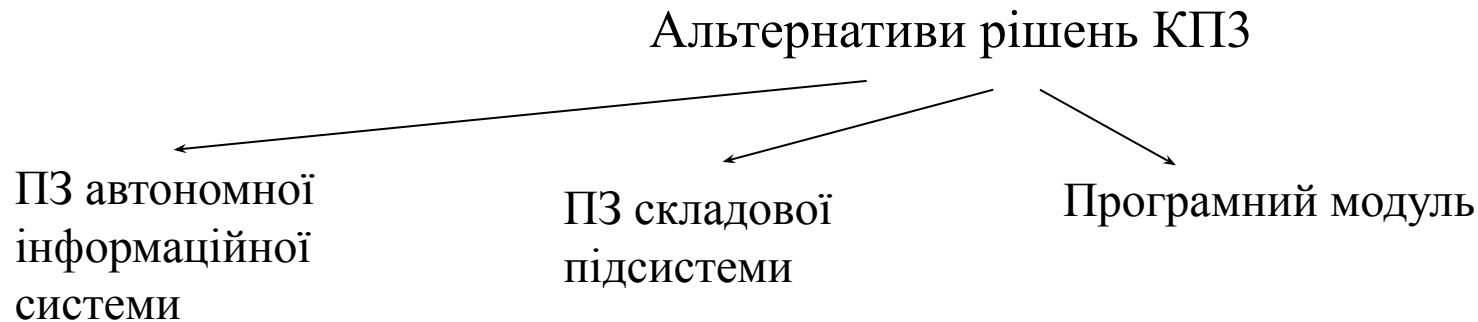 Альтернативи рішень КПЗ
ПЗ автономної
інформаційної
системи
ПЗ складової
підсистеми
Програмний модуль